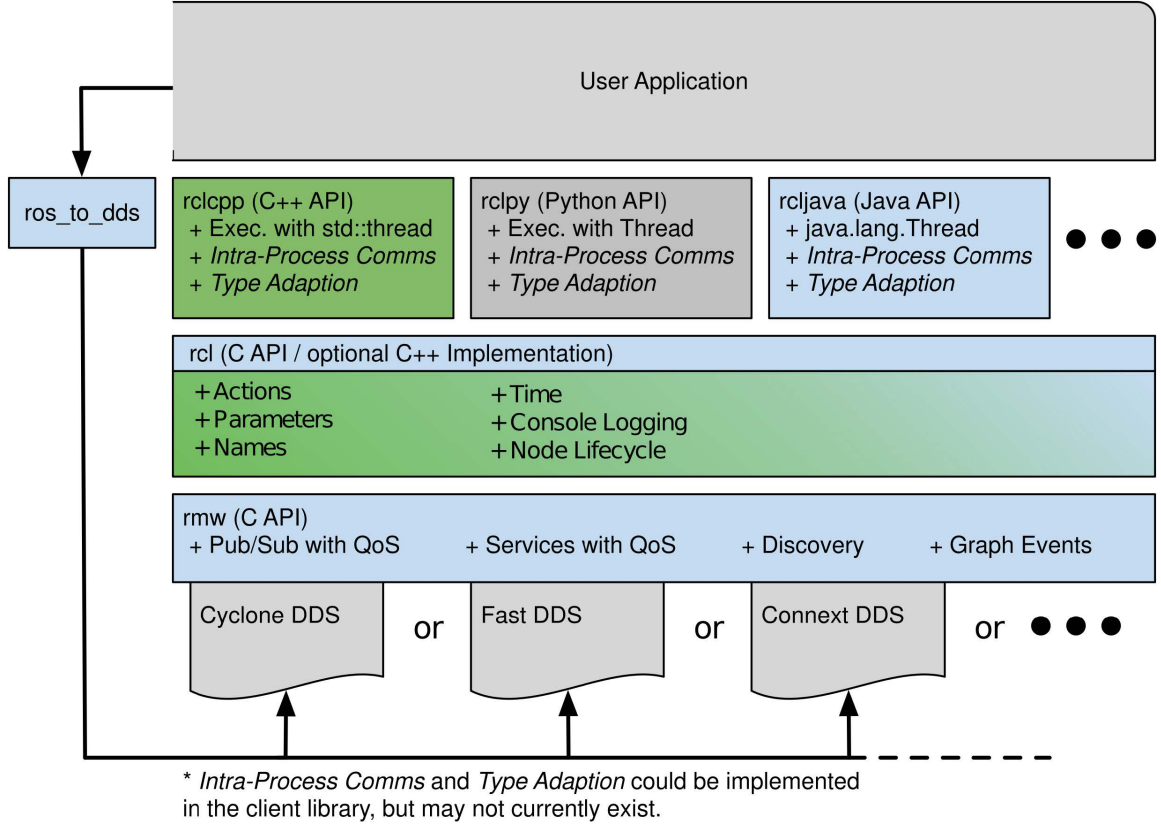 User Application
ros_to_dds
rclcpp (C++ API)
+ Exec. with std::thread
+ Intra-Process Comms
+ Type Adaption
rclpy (Python API)
+ Exec. with Thread
+ Intra-Process Comms
+ Type Adaption
rcljava (Java API)
+ java.lang.Thread
+ Intra-Process Comms
+ Type Adaption
rcl (C API / optional C++ Implementation)
+ Actions
+ Parameters
+ Names
+ Time
+ Console Logging
+ Node Lifecycle
rmw (C API)
+ Pub/Sub with QoS + Services with QoS + Discovery + Graph Events
Cyclone DDS or Fast DDS or Connext DDS or
* Intra-Process Comms and Type Adaption could be implemented
in the client library, but may not currently exist.